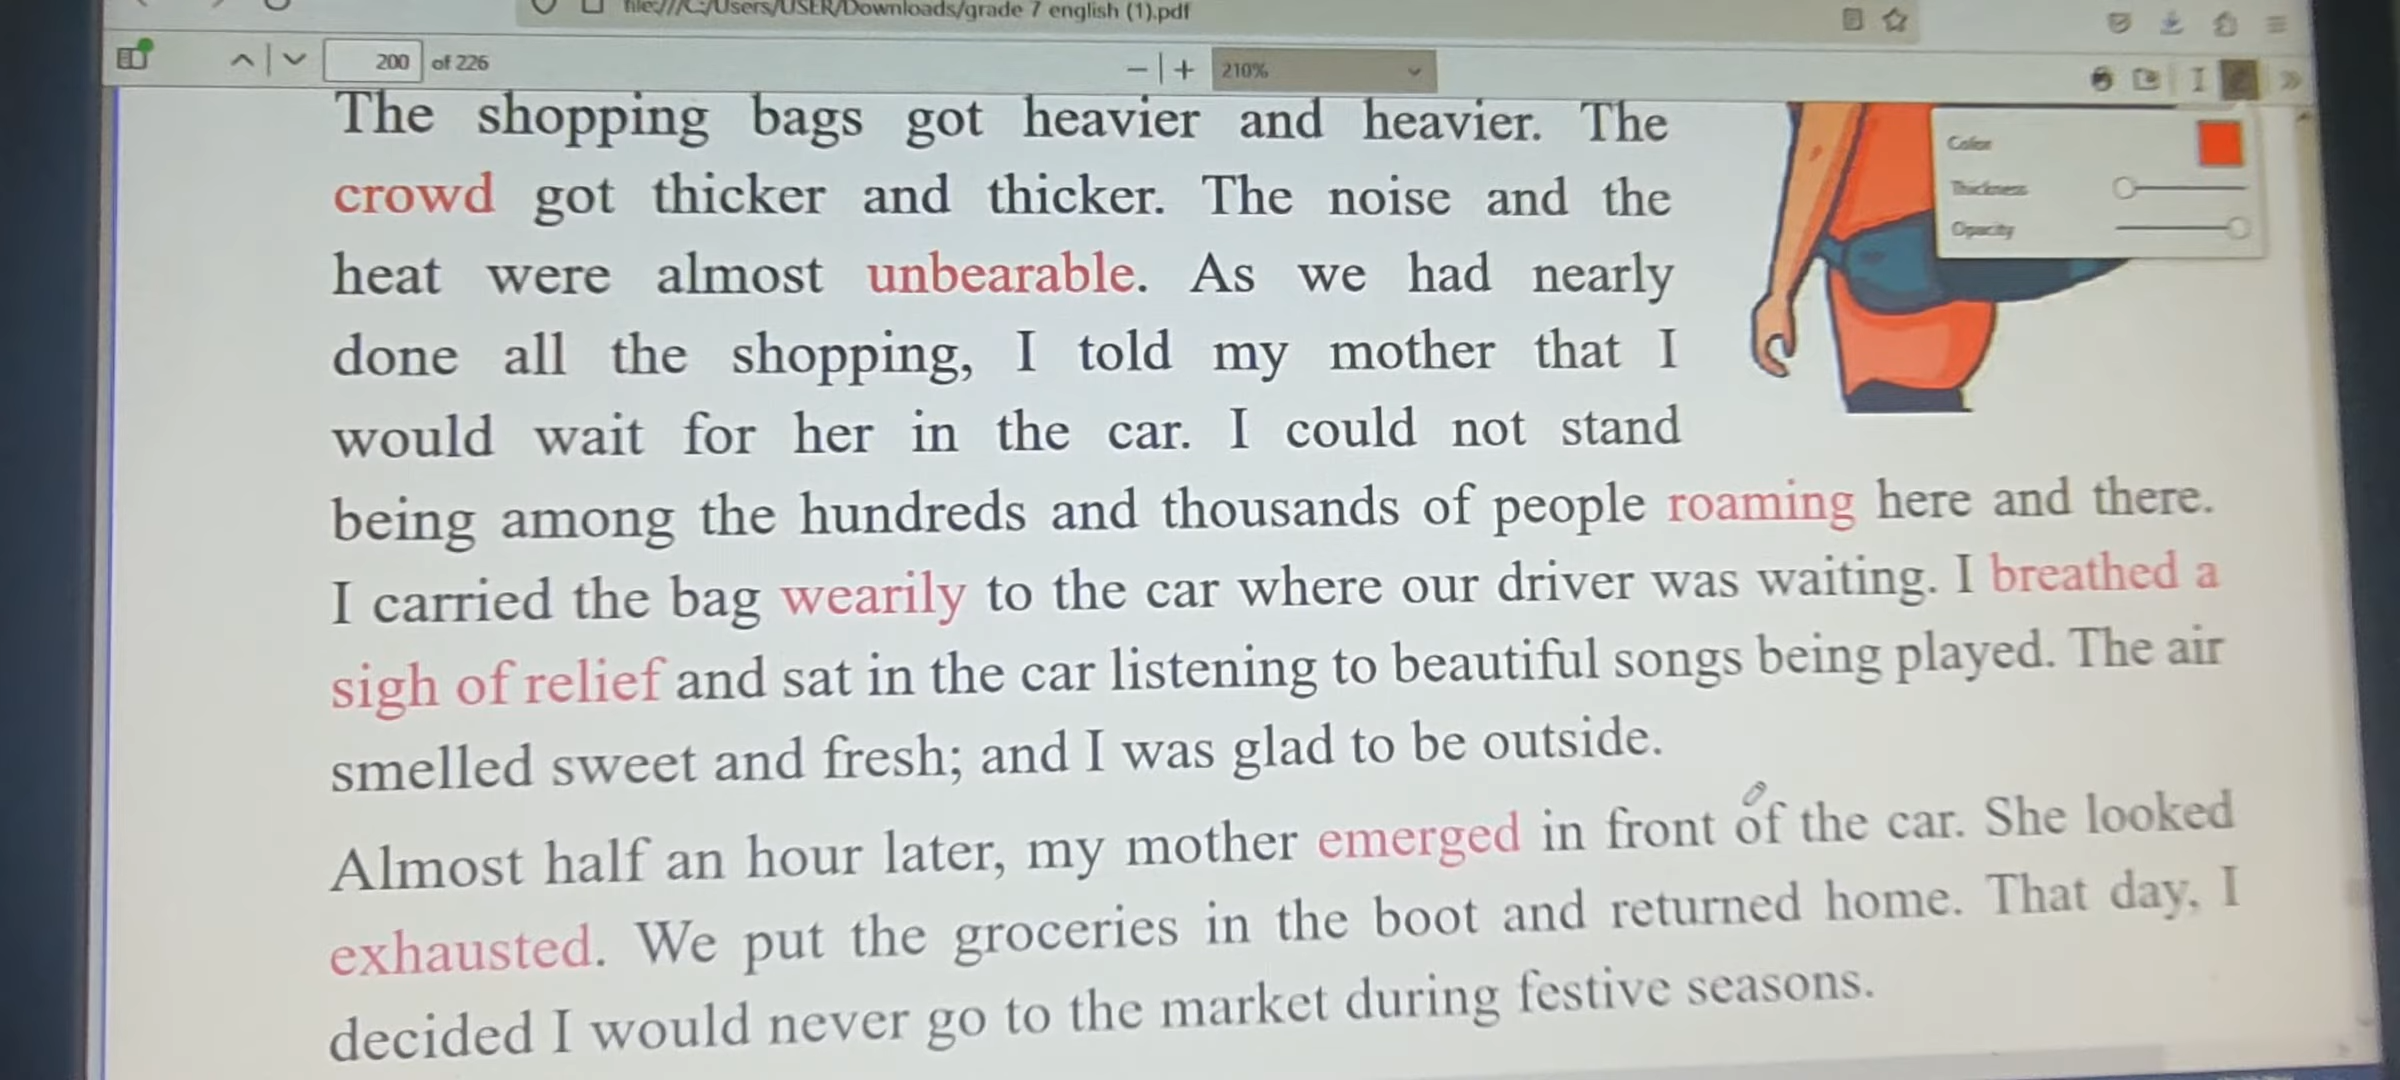 file:///C:/Users/USER/Downloads/grade 7 english (1).pdf
200 of 226
210%
Color
Thickness
Opacity
The shopping bags got heavier and heavier. The
crowd got thicker and thicker. The noise and the
heat were almost unbearable. As we had nearly
done all the shopping, I told my mother that I
would wait for her in the car. I could not stand
being among the hundreds and thousands of people roaming here and there.
I carried the bag wearily to the car where our driver was waiting. I breathed a
sigh of relief and sat in the car listening to beautiful songs being played. The air
smelled sweet and fresh; and I was glad to be outside.
Almost half an hour later, my mother emerged in front of the car. She looked
exhausted. We put the groceries in the boot and returned home. That day, I
decided I would never go to the market during festive seasons.